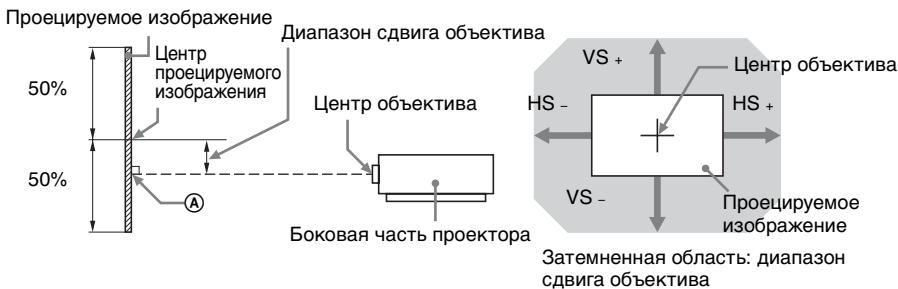 Проецируемое изображение
50%
50%
Центр
проецируемого
изображения
Диапазон сдвига объектива
Центр объектива
Ⓐ
Боковая часть проектора
VS +
HS –
HS +
VS –
Центр объектива
Проецируемое
изображение
Затемненная область: диапазон
сдвига объектива